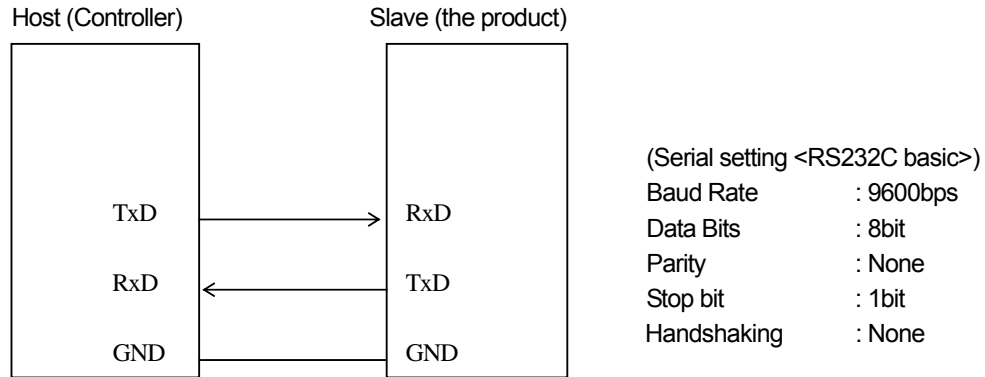 Host (Controller)
Slave (the product)
TxD
RxD
RxD
TxD
GND
GND
(Serial setting <RS232C basic>)
Baud Rate : 9600bps
Data Bits : 8bit
Parity : None
Stop bit : 1bit
Handshaking : None